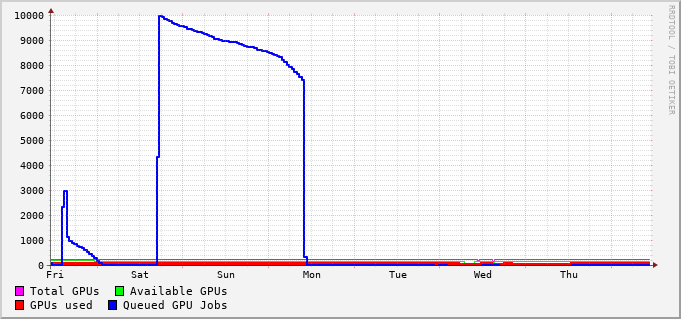 10000
9000
8000
7000
6000
5000
4000
3000
2000
1000
0
Fri Sat Sun Mon Tue Wed Thu
Total GPUs Available GPUs
GPUs used Queued GPU Jobs
RRDTOOL / TOBI OETIKER